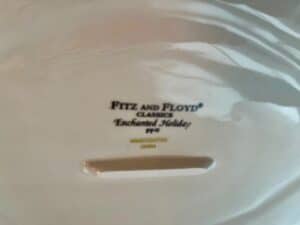 FITZ AND FLOYD®
CLASSICS
Enchanted Holiday